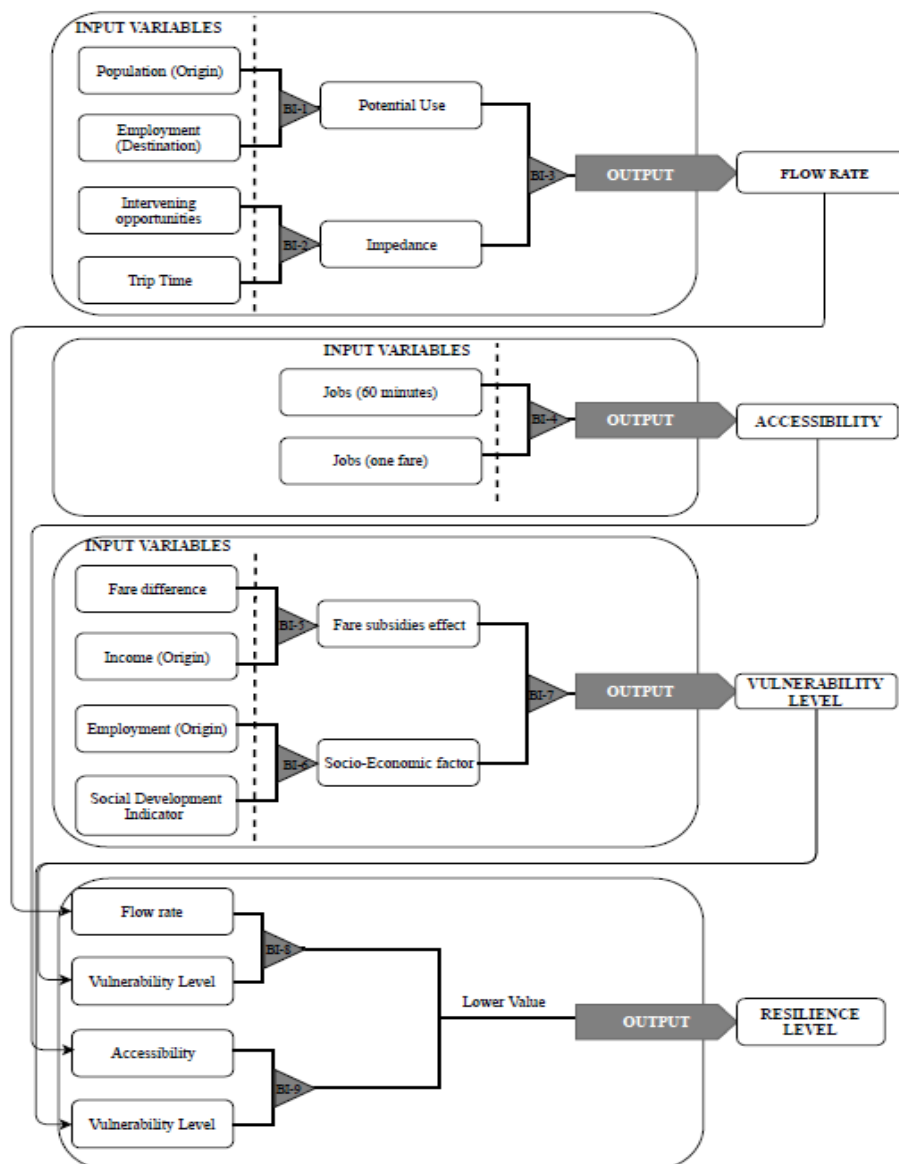 INPUT VARIABLES
Population (Origin)
BI-1
Potential Use
Employment
(Destination)
BI-3
OUTPUT
FLOW RATE
Intervening
opportunities
BI-2
Impedance
Trip Time
INPUT VARIABLES
Jobs (60 minutes)
BI-4
OUTPUT
ACCESSIBILITY
Jobs (one fare)
INPUT VARIABLES
Fare difference
BI-5
Fare subsidies effect
Income (Origin)
BI-7
OUTPUT
VULNERABILITY
LEVEL
Employment (Origin)
BI-6
Socio-Economic factor
Social Development
Indicator
Flow rate
BI-8
Vulnerability Level
Lower Value
OUTPUT
RESILIENCE
LEVEL
Accessibility
BI-9
Vulnerability Level